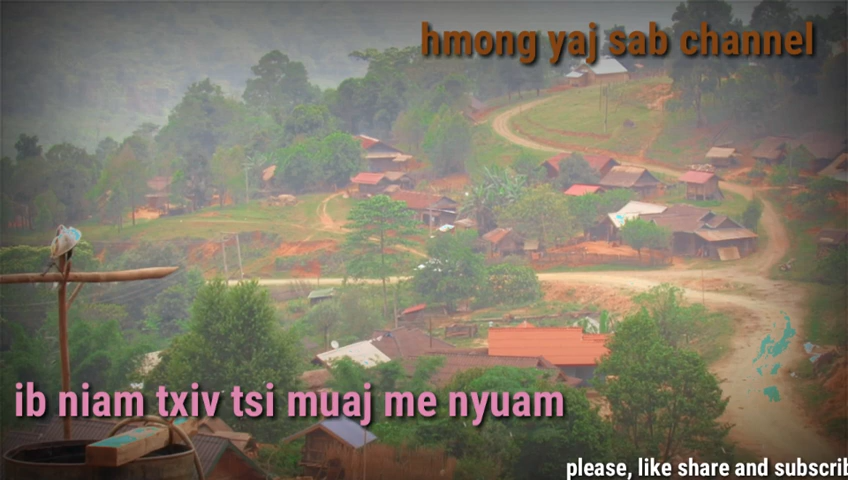 hmong yaj sab channel
ib niam txiv tsi muaj me nyuam
please, like share and subscrib